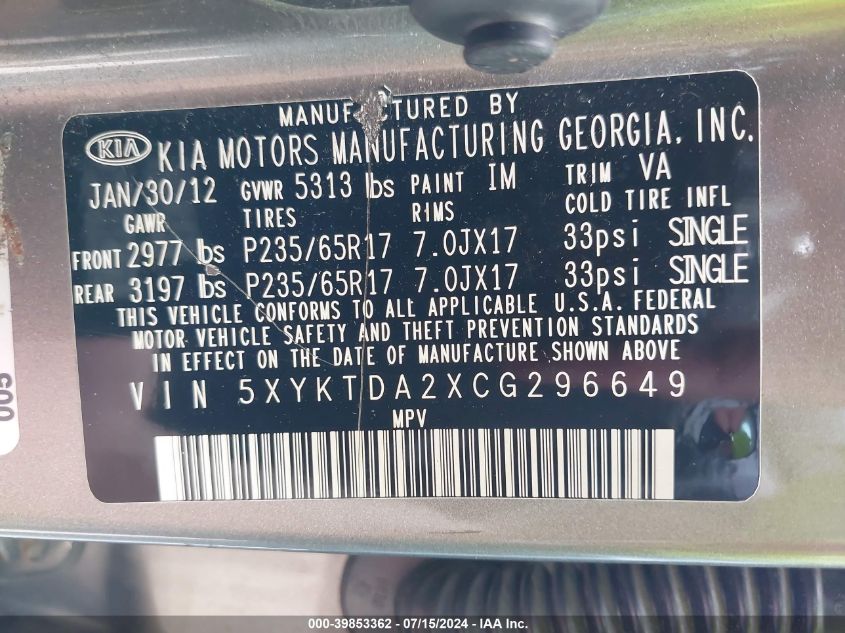 MANUFACTURED BY
KIA KIA MOTORS MANUFACTURING GEORGIA, INC.
JAN/30/12 GVWR 5313 lbs PAINT IM TRIM VA
GAWR TIRES RIMS COLD TIRE INFL
FRONT 2977 lbs P235/65R17 7.0JX17 33psi SINGLE
REAR 3197 lbs P235/65R17 7.0JX17 33psi SINGLE
THIS VEHICLE CONFORMS TO ALL APPLICABLE U.S.A. FEDERAL
MOTOR VEHICLE SAFETY AND THEFT PREVENTION STANDARDS
IN EFFECT ON THE DATE OF MANUFACTURE SHOWN ABOVE
VIN 5XYKTDA2XCG296649
MPV
005
000-39853362 - 07/15/2024 - IAA Inc.